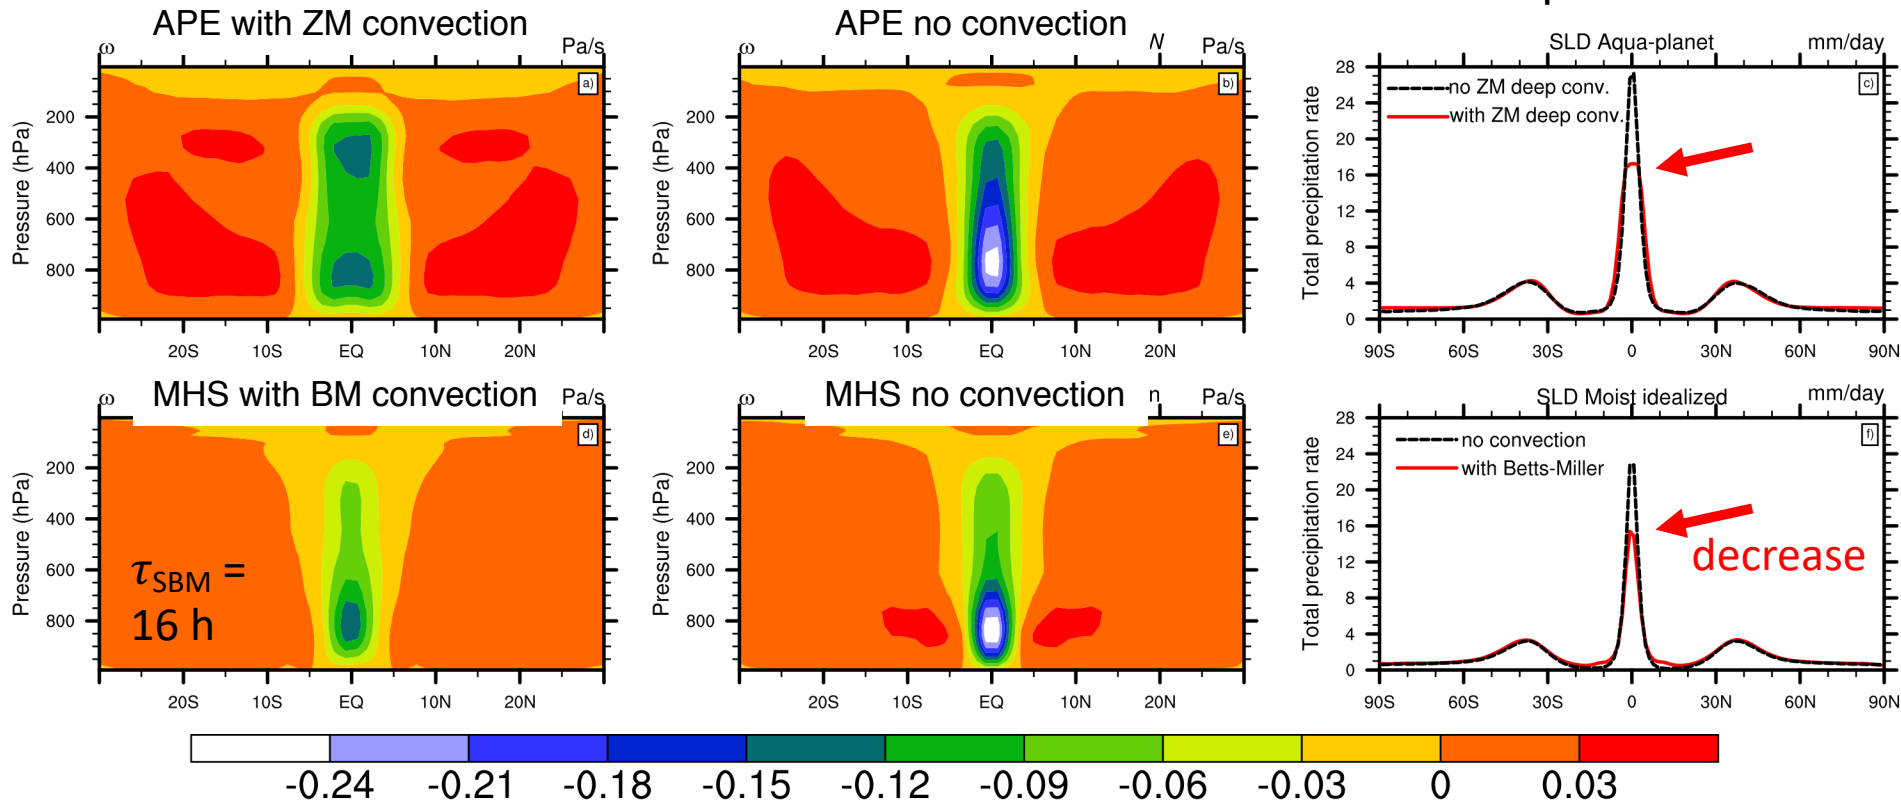 APE with ZM convection
ω
Pa/s
a)
200
400
600
800
Pressure (hPa)
20S 10S EQ 10N 20N
APE no convection
ω
N
Pa/s
b)
200
400
600
800
Pressure (hPa)
20S 10S EQ 10N 20N
SLD Aqua-planet
mm/day
c)
no ZM deep conv.
with ZM deep conv.
28
24
20
16
12
8
4
0
Total precipitation rate
90S 60S 30S 0 30N 60N 90N
MHS with BM convection
ω
Pa/s
d)
200
400
600
800
Pressure (hPa)
τSBM =
16 h
20S 10S EQ 10N 20N
MHS no convection
ω
n
Pa/s
e)
200
400
600
800
Pressure (hPa)
20S 10S EQ 10N 20N
SLD Moist idealized
mm/day
f)
no convection
with Betts-Miller
decrease
28
24
20
16
12
8
4
0
Total precipitation rate
90S 60S 30S 0 30N 60N 90N
-0.24 -0.21 -0.18 -0.15 -0.12 -0.09 -0.06 -0.03 0 0.03